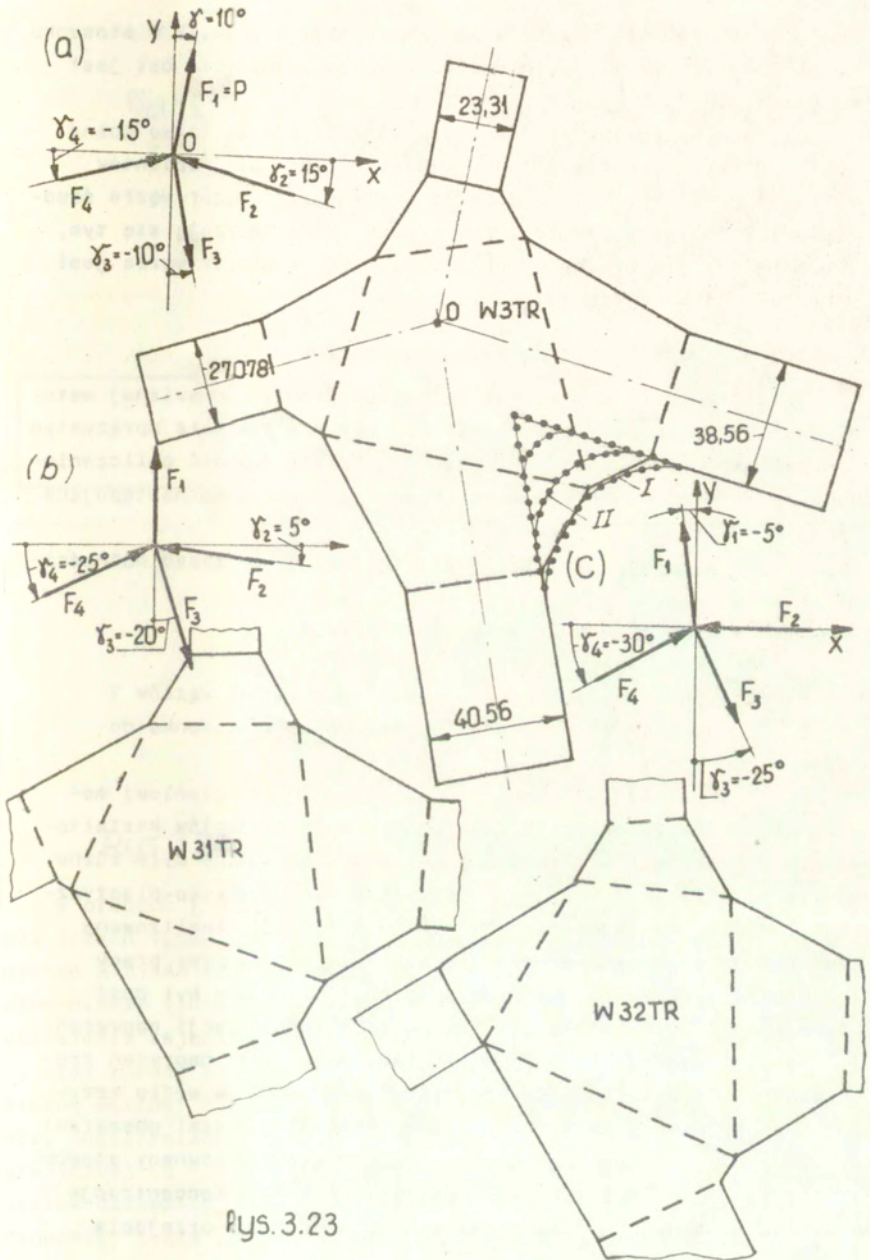 (a)
Y
γ=10°
F₁=P
γ₄=-15°
O
X
γ₂=15°
F₄
F₂
γ₃=-10°
F₃
23,31
O
W3TR
27.078
38,56
I
II
40.56
(b)
F₁
γ₂=5°
γ₄=-25°
F₄
F₂
F₃
γ₃=-20°
(C)
Y
γ₁=-5°
F₁
F₂
X
γ₄=-30°
F₄
F₃
γ₃=-25°
W31TR
W32TR
Rys. 3.23